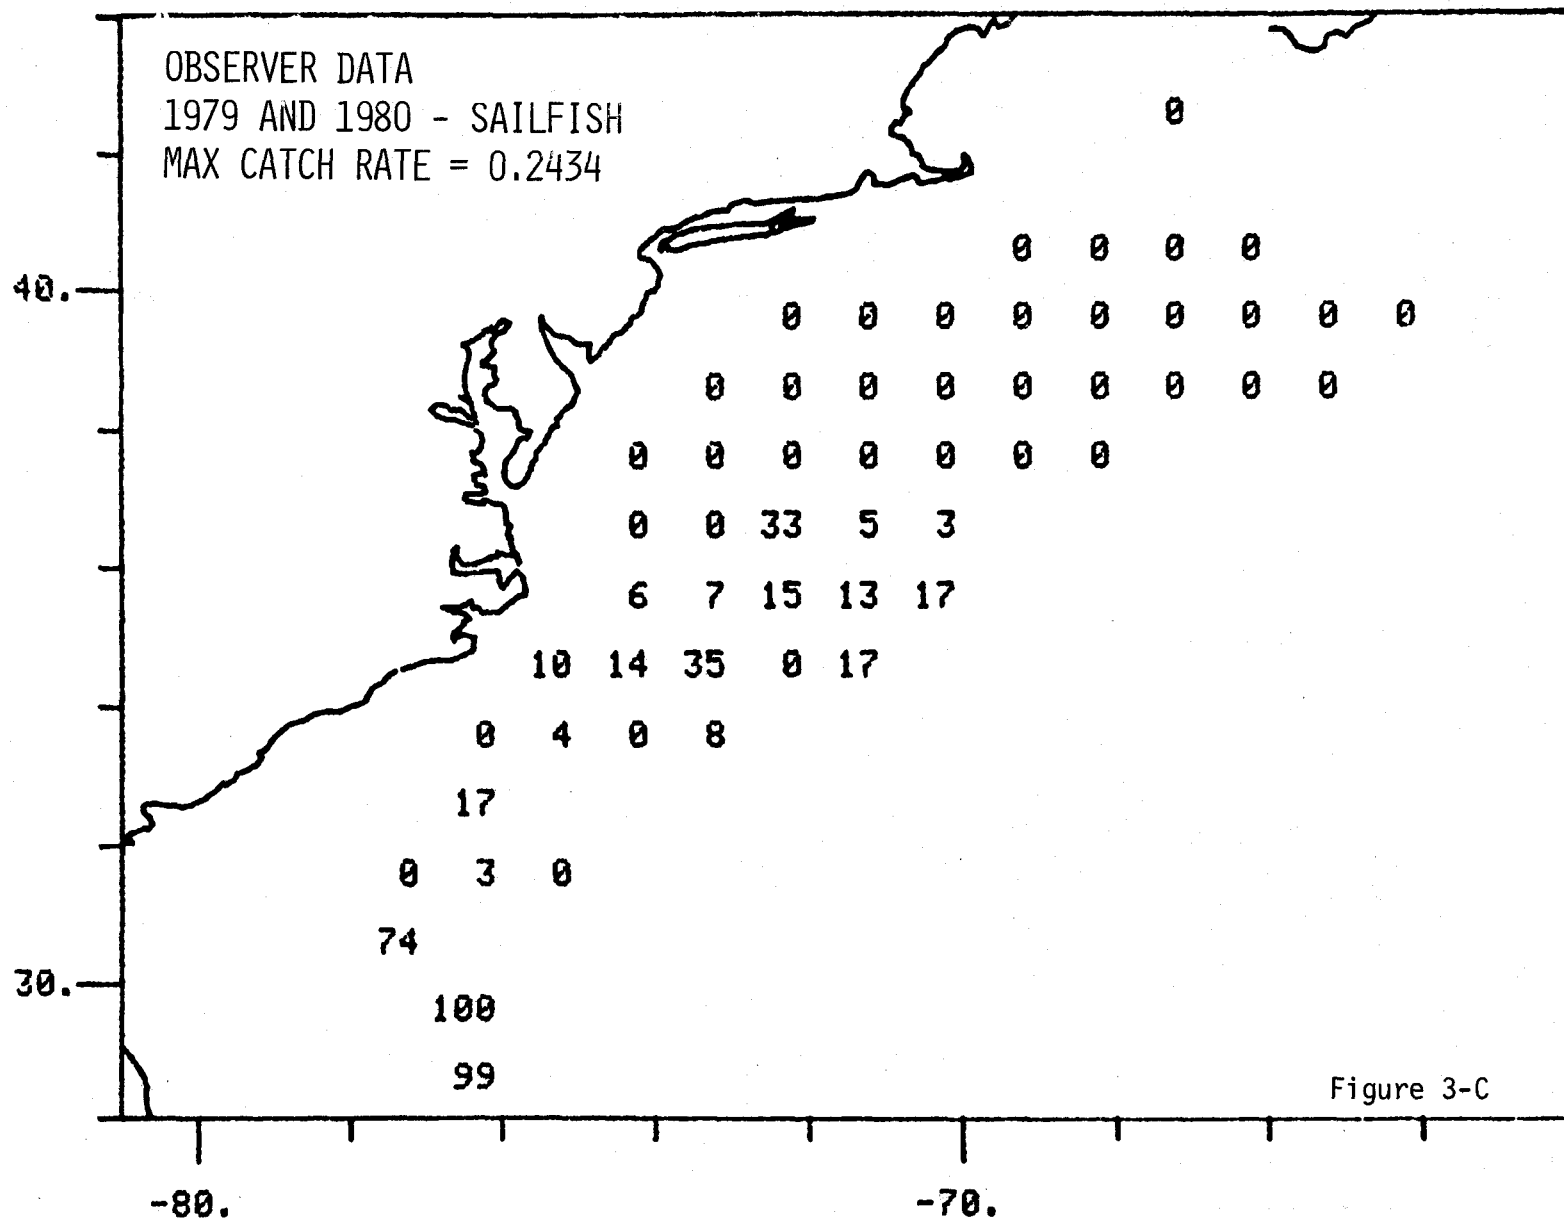 OBSERVER DATA
1979 AND 1980 - SAILFISH
MAX CATCH RATE = 0.2434
0
0 0 0 0
40.
0 0 0 0 0 0 0 0 0
0 0 0 0 0 0 0 0 0
0 0 0 0 0 0 0
0 0 33 5 3
6 7 15 13 17
10 14 35 0 17
0 4 0 8
17
0 3 0
74
30.
100
99
Figure 3-C
-80. -70.